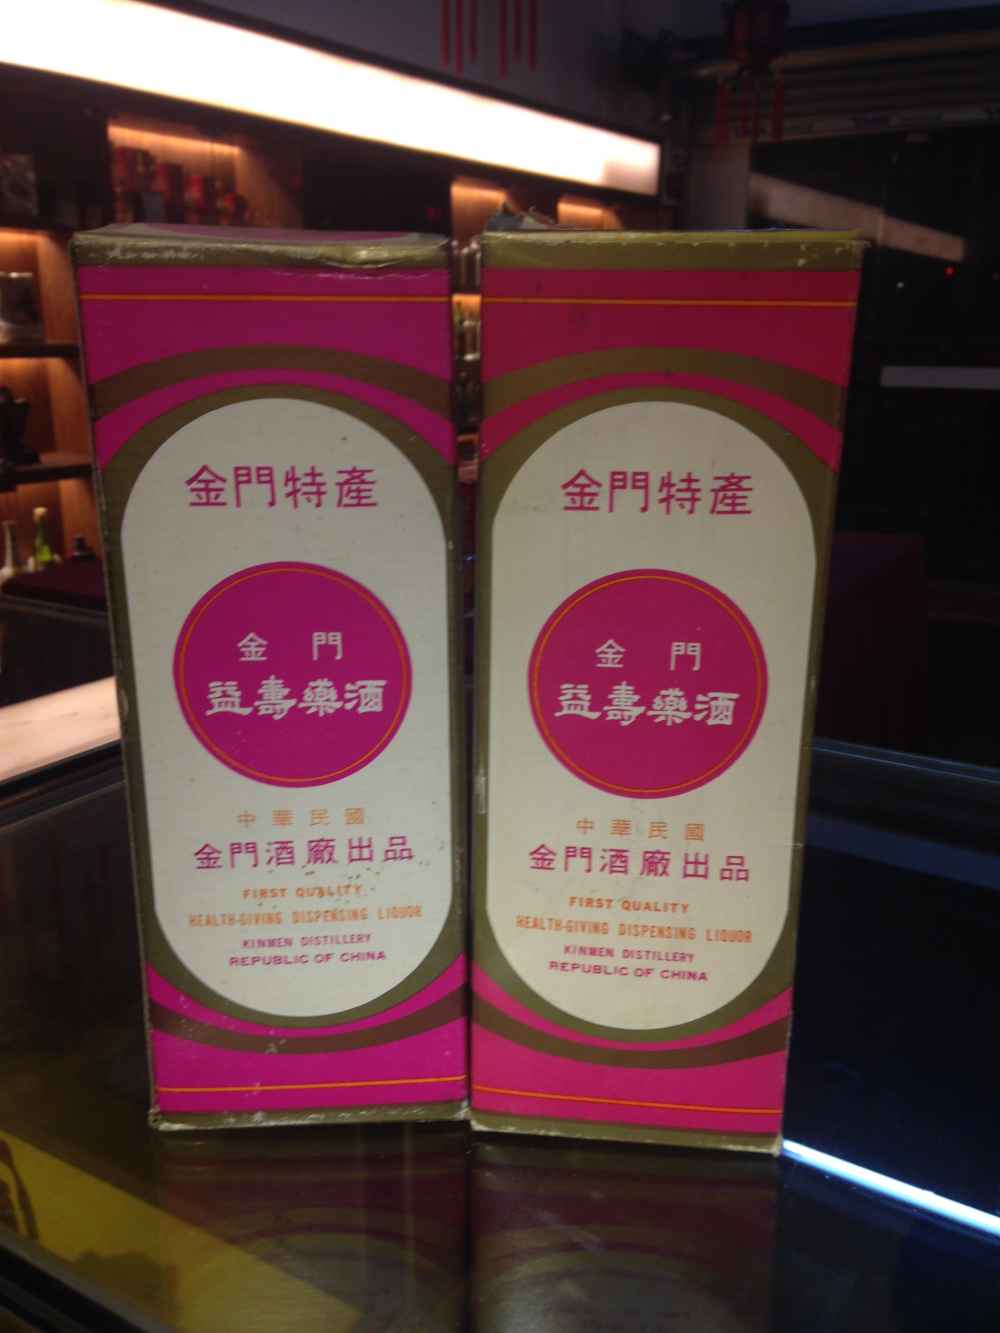 金門特產
金門
益壽藥酒
中華民國
金門酒廠出品
FIRST QUALITY
HEALTH-GIVING DISPENSING LIQUOR
KINMEN DISTILLERY
REPUBLIC OF CHINA
金門特產
金門
益壽藥酒
中華民國
金門酒廠出品
FIRST QUALITY
HEALTH-GIVING DISPENSING LIQUOR
KINMEN DISTILLERY
REPUBLIC OF CHINA